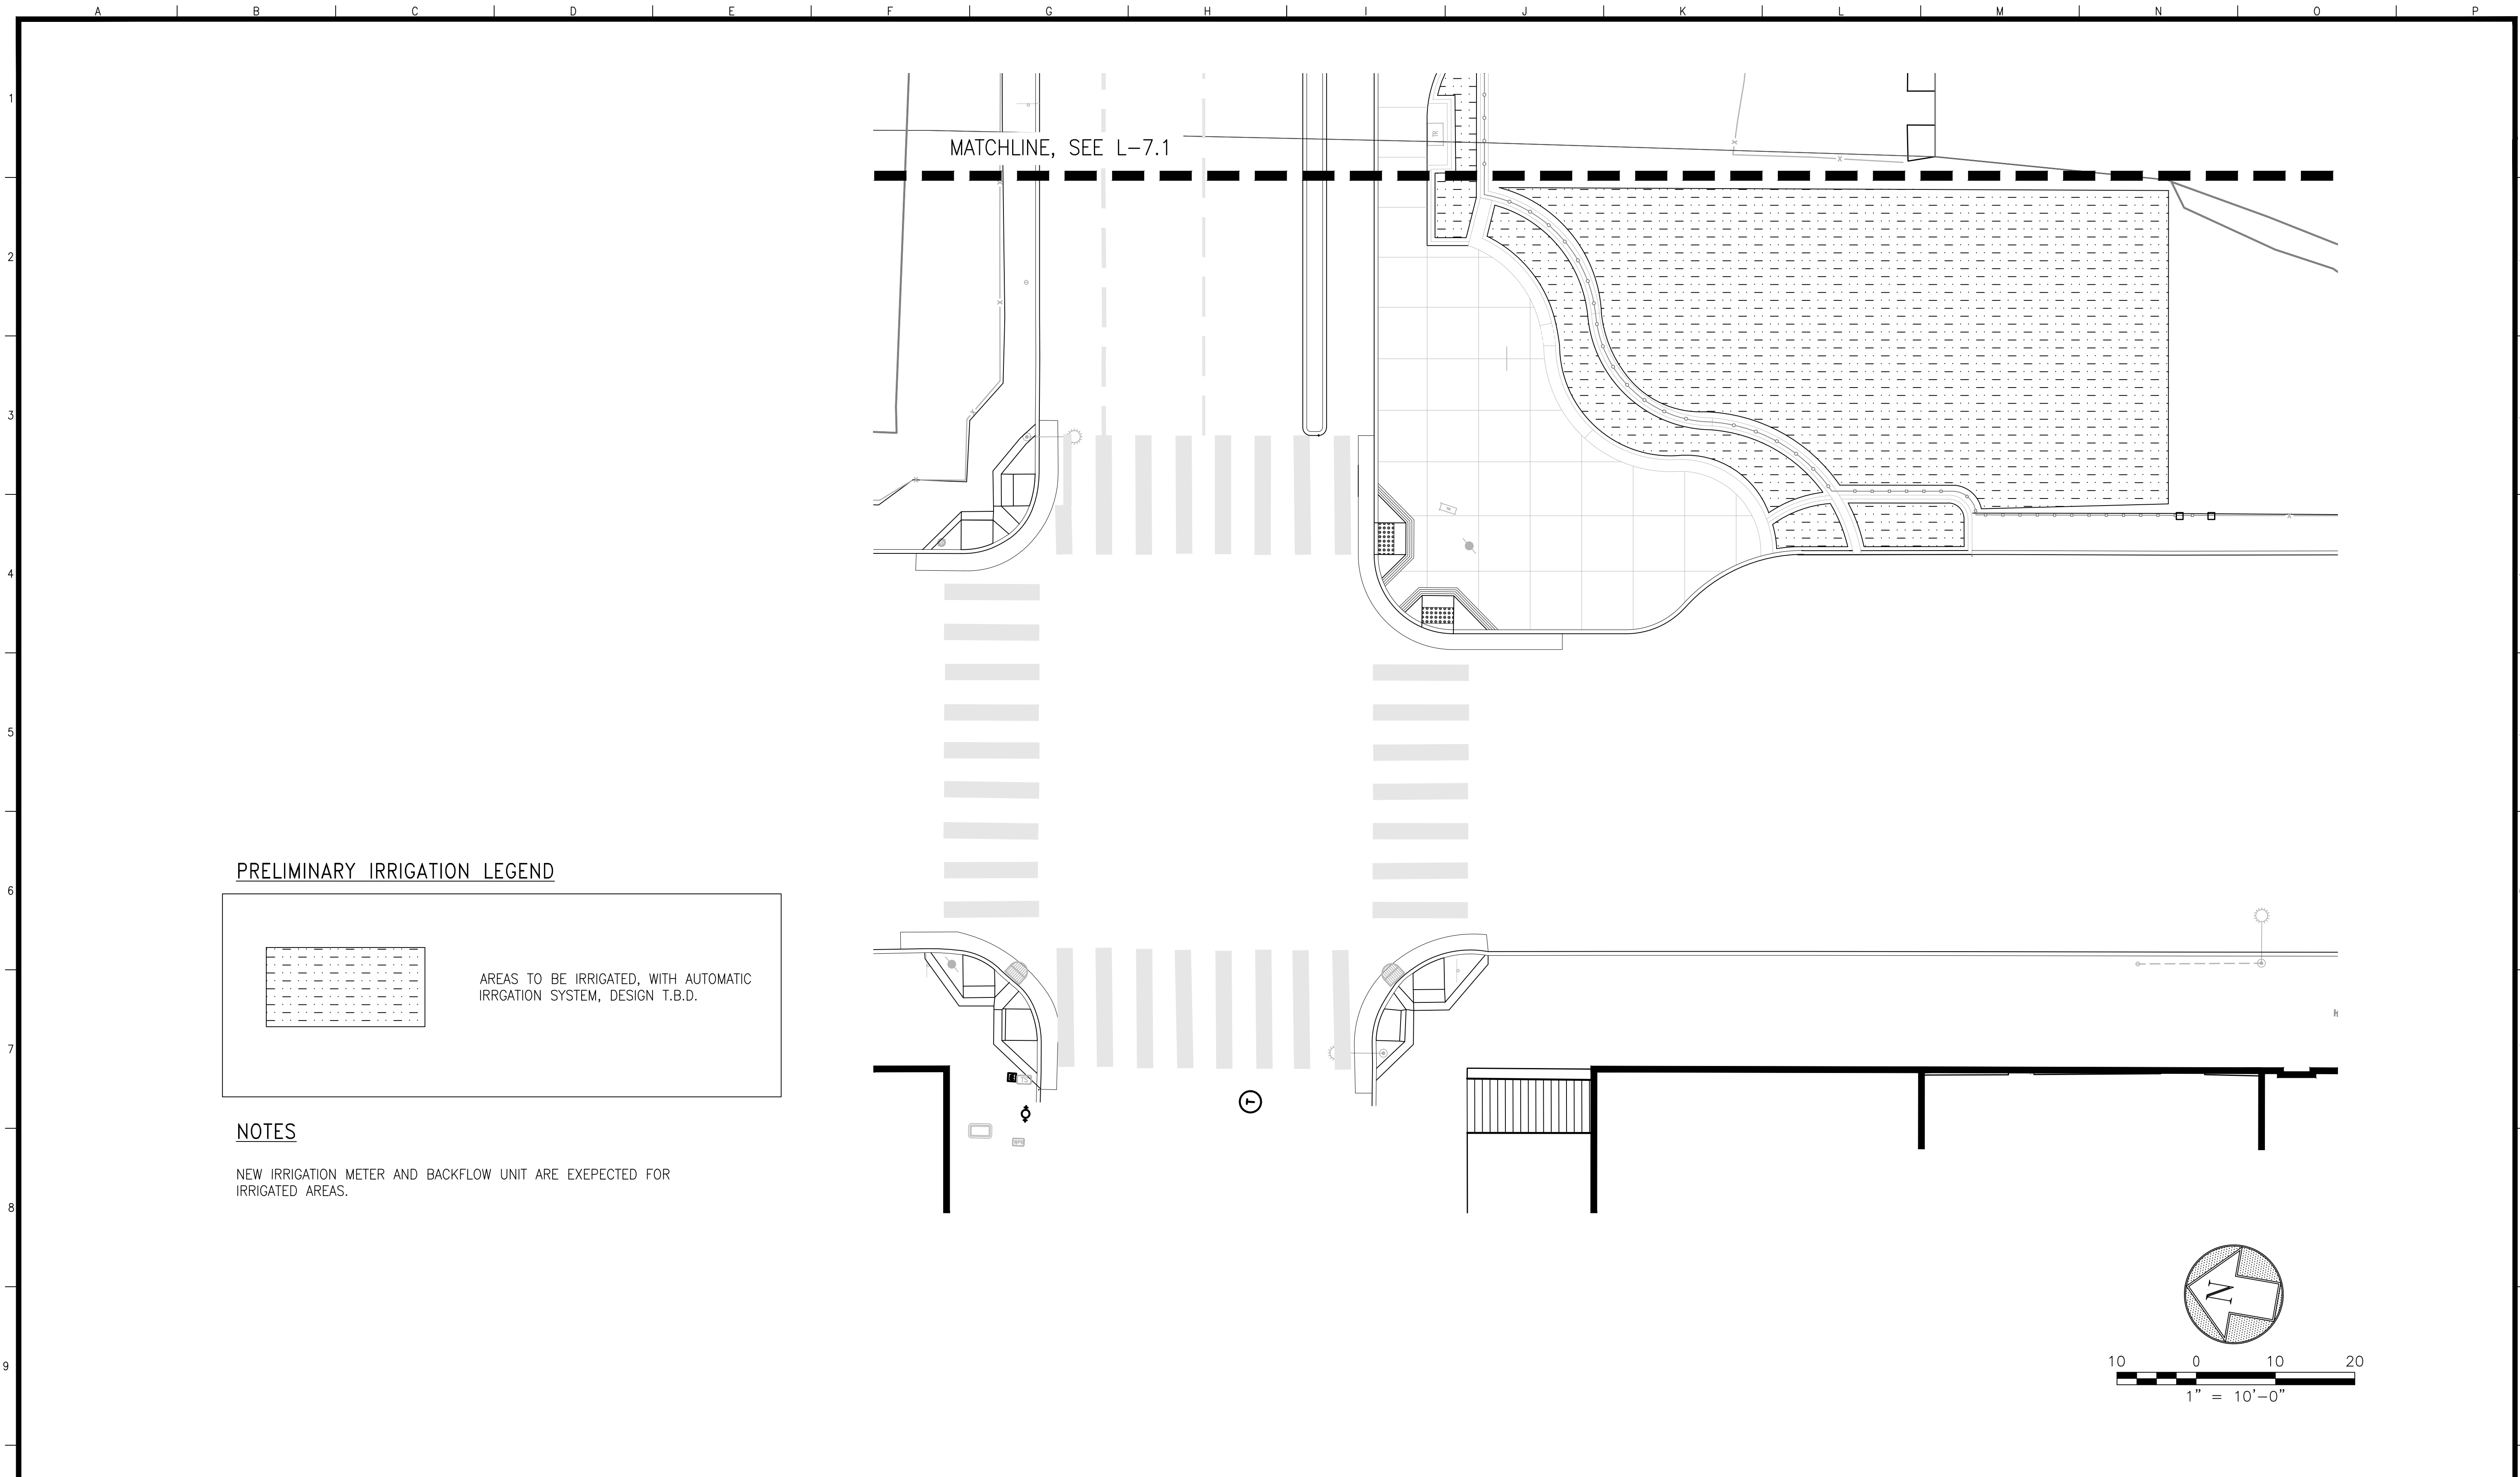 A B C D E F G H I J K L M N O P
1
MATCHLINE, SEE L-7.1
2
3
4
5
PRELIMINARY IRRIGATION LEGEND
6
AREAS TO BE IRRIGATED, WITH AUTOMATIC
IRRGATION SYSTEM, DESIGN T.B.D.
7
T
NOTES
NEW IRRIGATION METER AND BACKFLOW UNIT ARE EXEPECTED FOR
IRRIGATED AREAS.
8
N
9
10 0 10 20
1" = 10'-0"